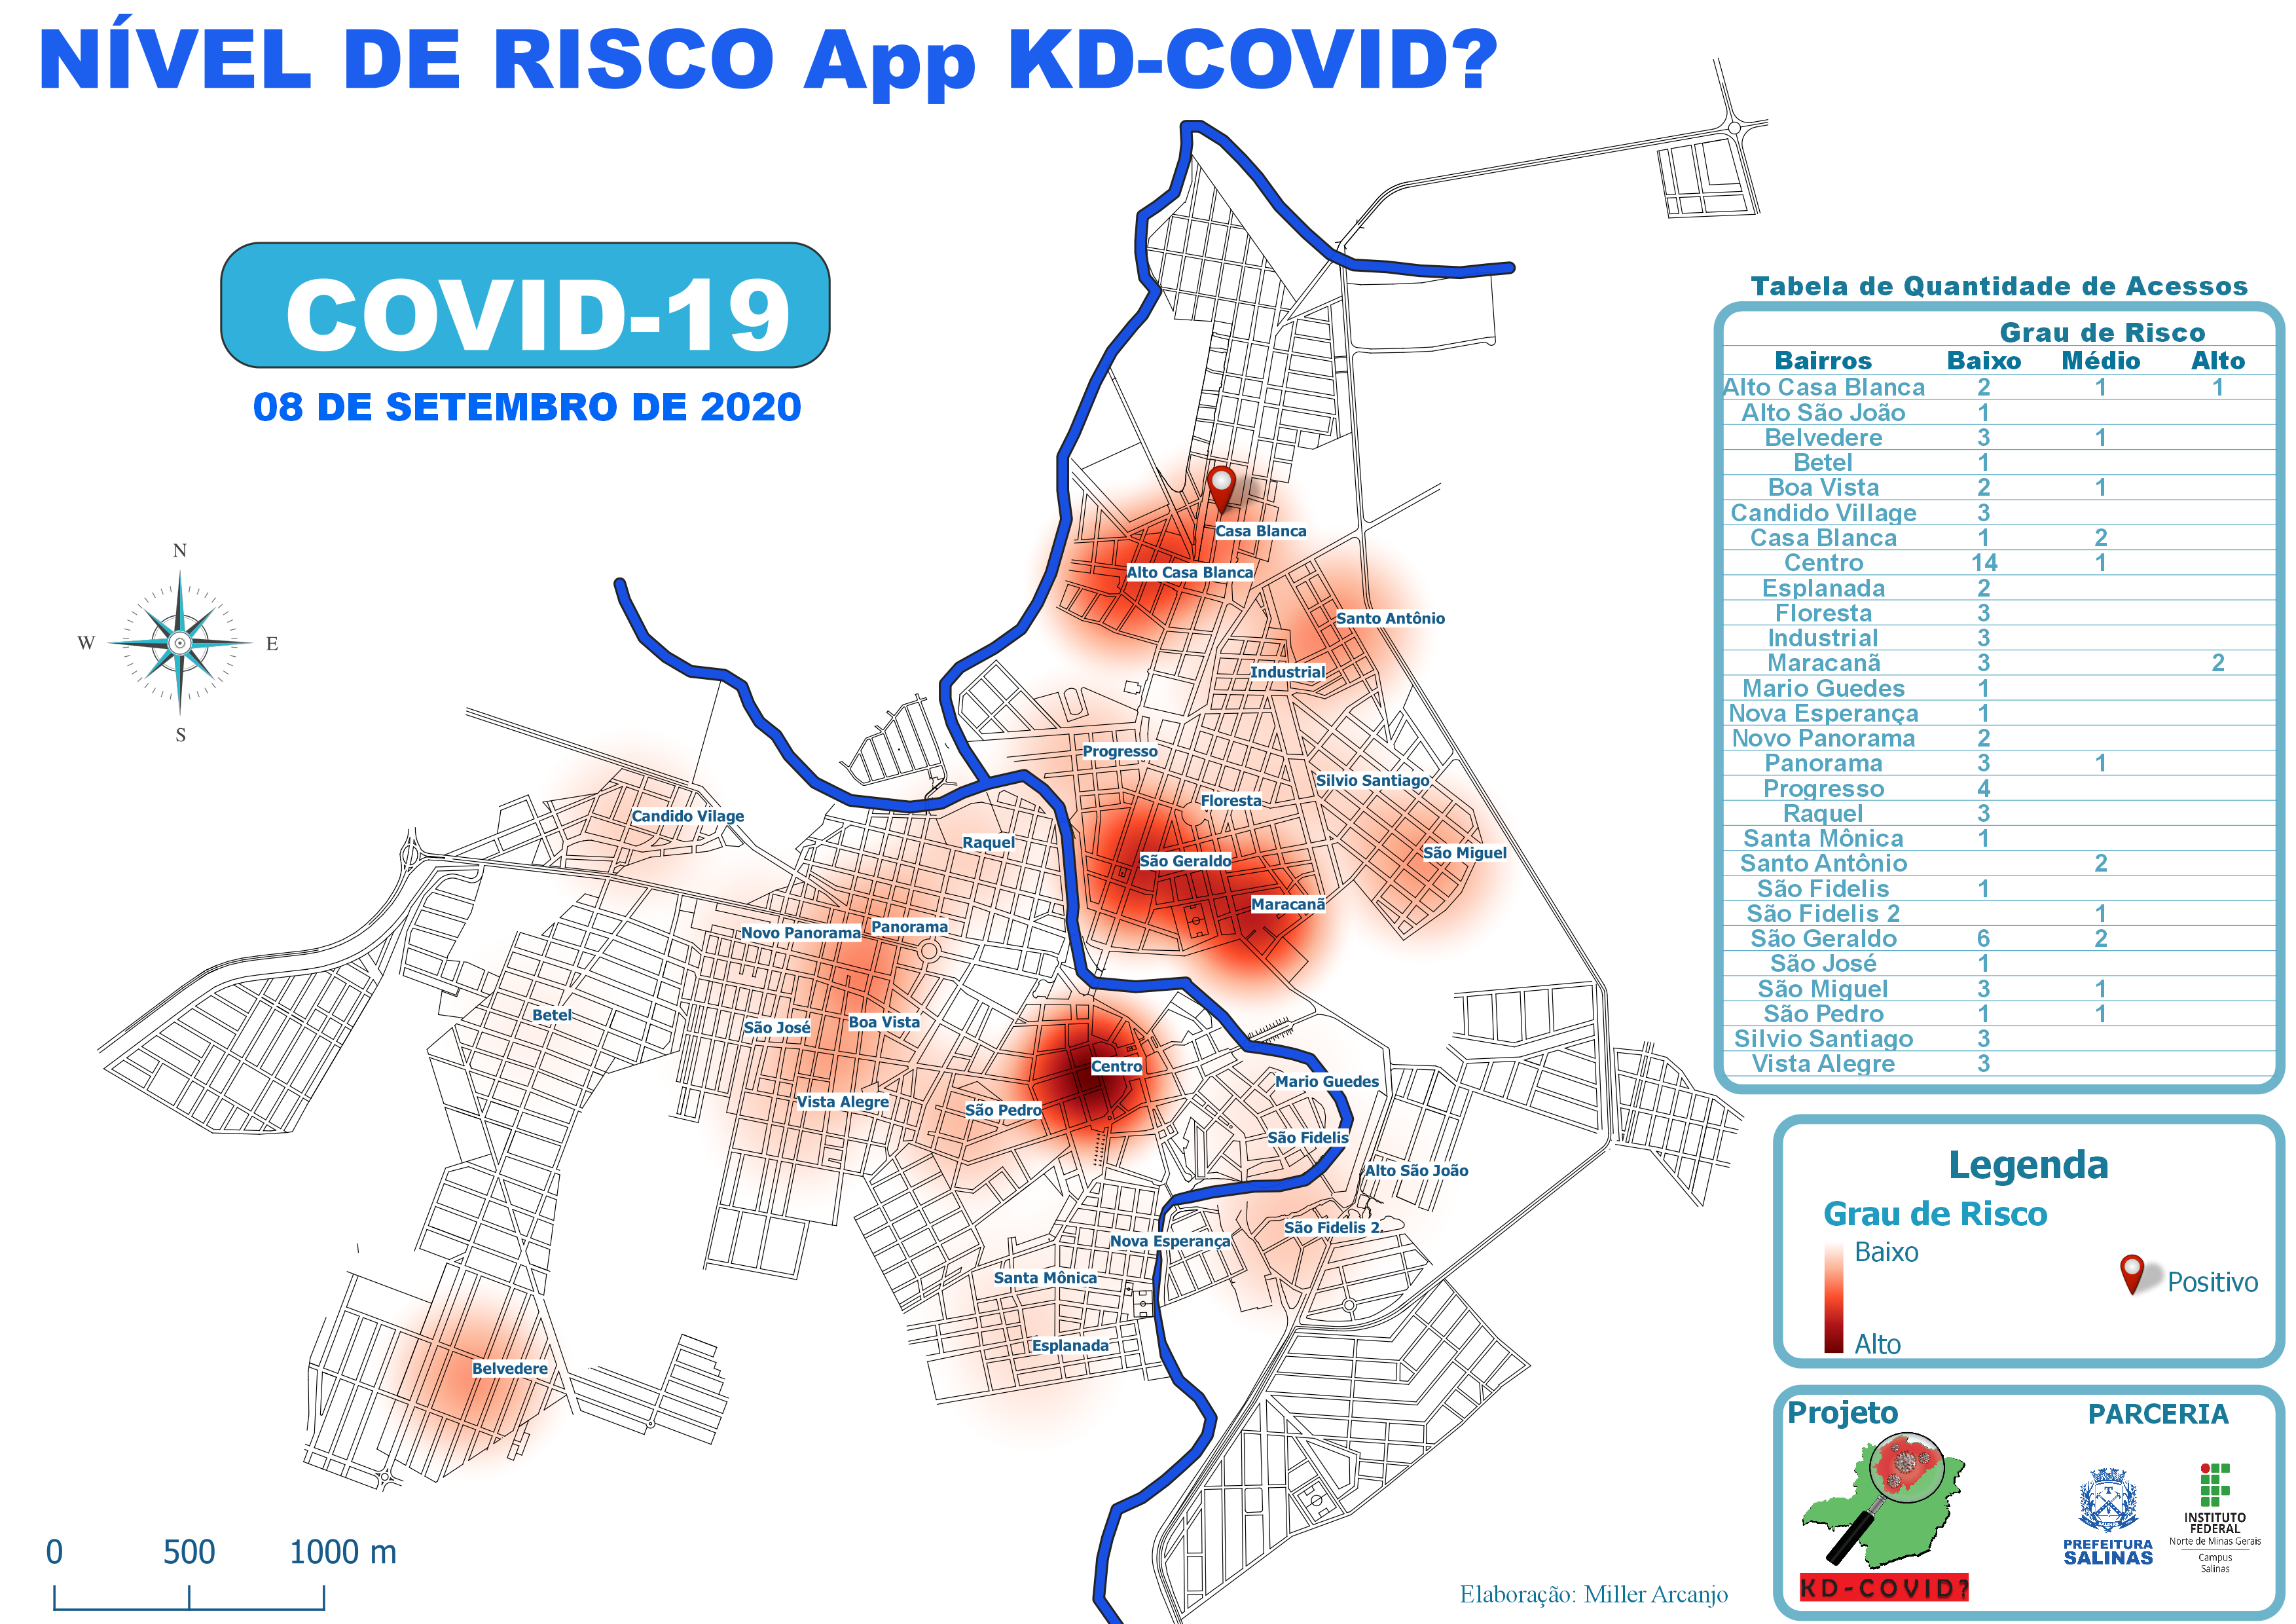 NÍVEL DE RISCO App KD-COVID?
COVID-19
08 DE SETEMBRO DE 2020
N
W
E
S
Casa Blanca
Alto Casa Blanca
Santo Antônio
Industrial
Progresso
Silvio Santiago
Floresta
Candido Vilage
Raquel
São Geraldo
São Miguel
Maracanã
Novo Panorama
Panorama
Betel
São José
Boa Vista
Centro
Mario Guedes
Vista Alegre
São Pedro
São Fidelis
Alto São João
São Fidelis 2
Nova Esperança
Santa Mônica
Esplanada
Belvedere
0 500 1000 m
Elaboração: Miller Arcanjo
Tabela de Quantidade de Acessos
Grau de Risco
Bairros Baixo Médio Alto
Alto Casa Blanca 2 1 1
Alto São João 1
Belvedere 3 1
Betel 1
Boa Vista 2 1
Candido Village 3
Casa Blanca 1 2
Centro 14 1
Esplanada 2
Floresta 3
Industrial 3
Maracanã 3 2
Mario Guedes 1
Nova Esperança 1
Novo Panorama 2
Panorama 3 1
Progresso 4
Raquel 3
Santa Mônica 1
Santo Antônio 2
São Fidelis 1
São Fidelis 2 1
São Geraldo 6 2
São José 1
São Miguel 3 1
São Pedro 1 1
Silvio Santiago 3
Vista Alegre 3
Legenda
Grau de Risco
Baixo
Alto
Positivo
Projeto
KD-COVID?
PARCERIA
PREFEITURA
SALINAS
INSTITUTO
FEDERAL
Norte de Minas Gerais
Campus
Salinas